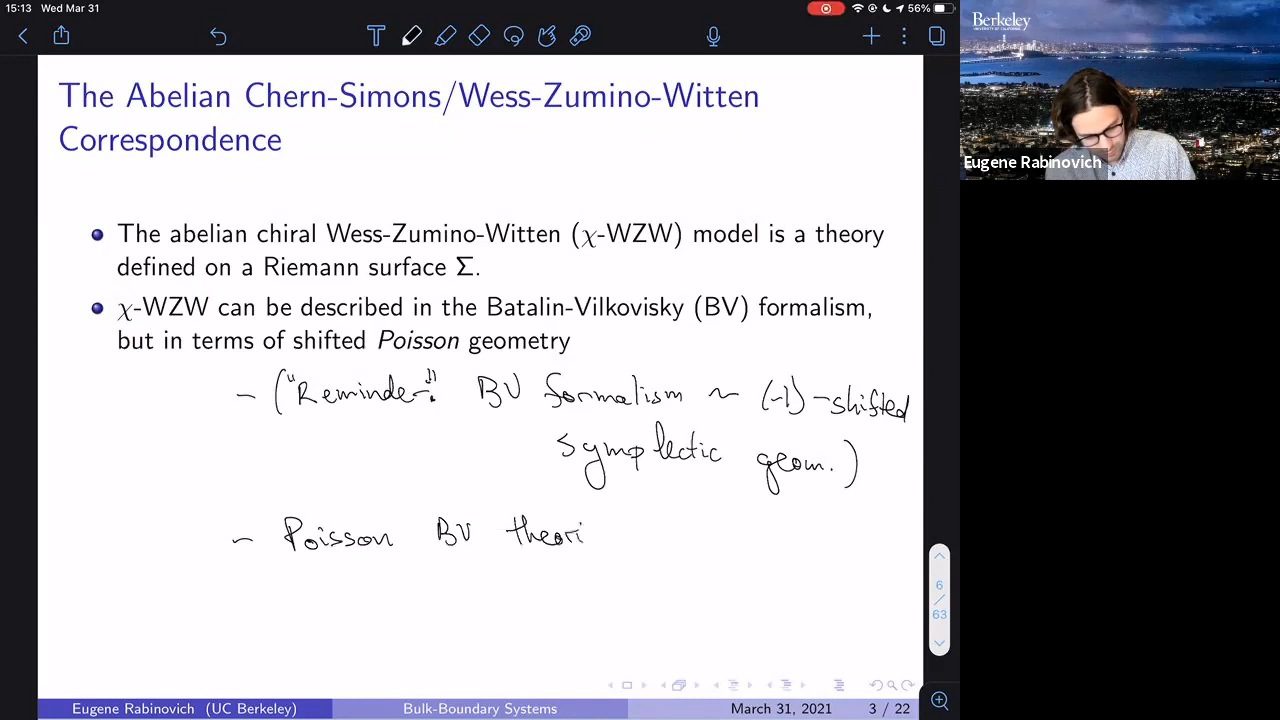 15:13 Wed Mar 31
56%
Berkeley
UNIVERSITY OF CALIFORNIA
The Abelian Chern-Simons/Wess-Zumino-Witten
Correspondence
Eugene Rabinovich
• The abelian chiral Wess-Zumino-Witten (χ-WZW) model is a theory
defined on a Riemann surface Σ.
• χ-WZW can be described in the Batalin-Vilkovisky (BV) formalism,
but in terms of shifted Poisson geometry
~ ("Reminder": BV formalism ~ (-1)-shifted
symplectic geom.)
~ Poisson BV theori
6
/
63
Eugene Rabinovich (UC Berkeley) Bulk-Boundary Systems March 31, 2021 3 / 22